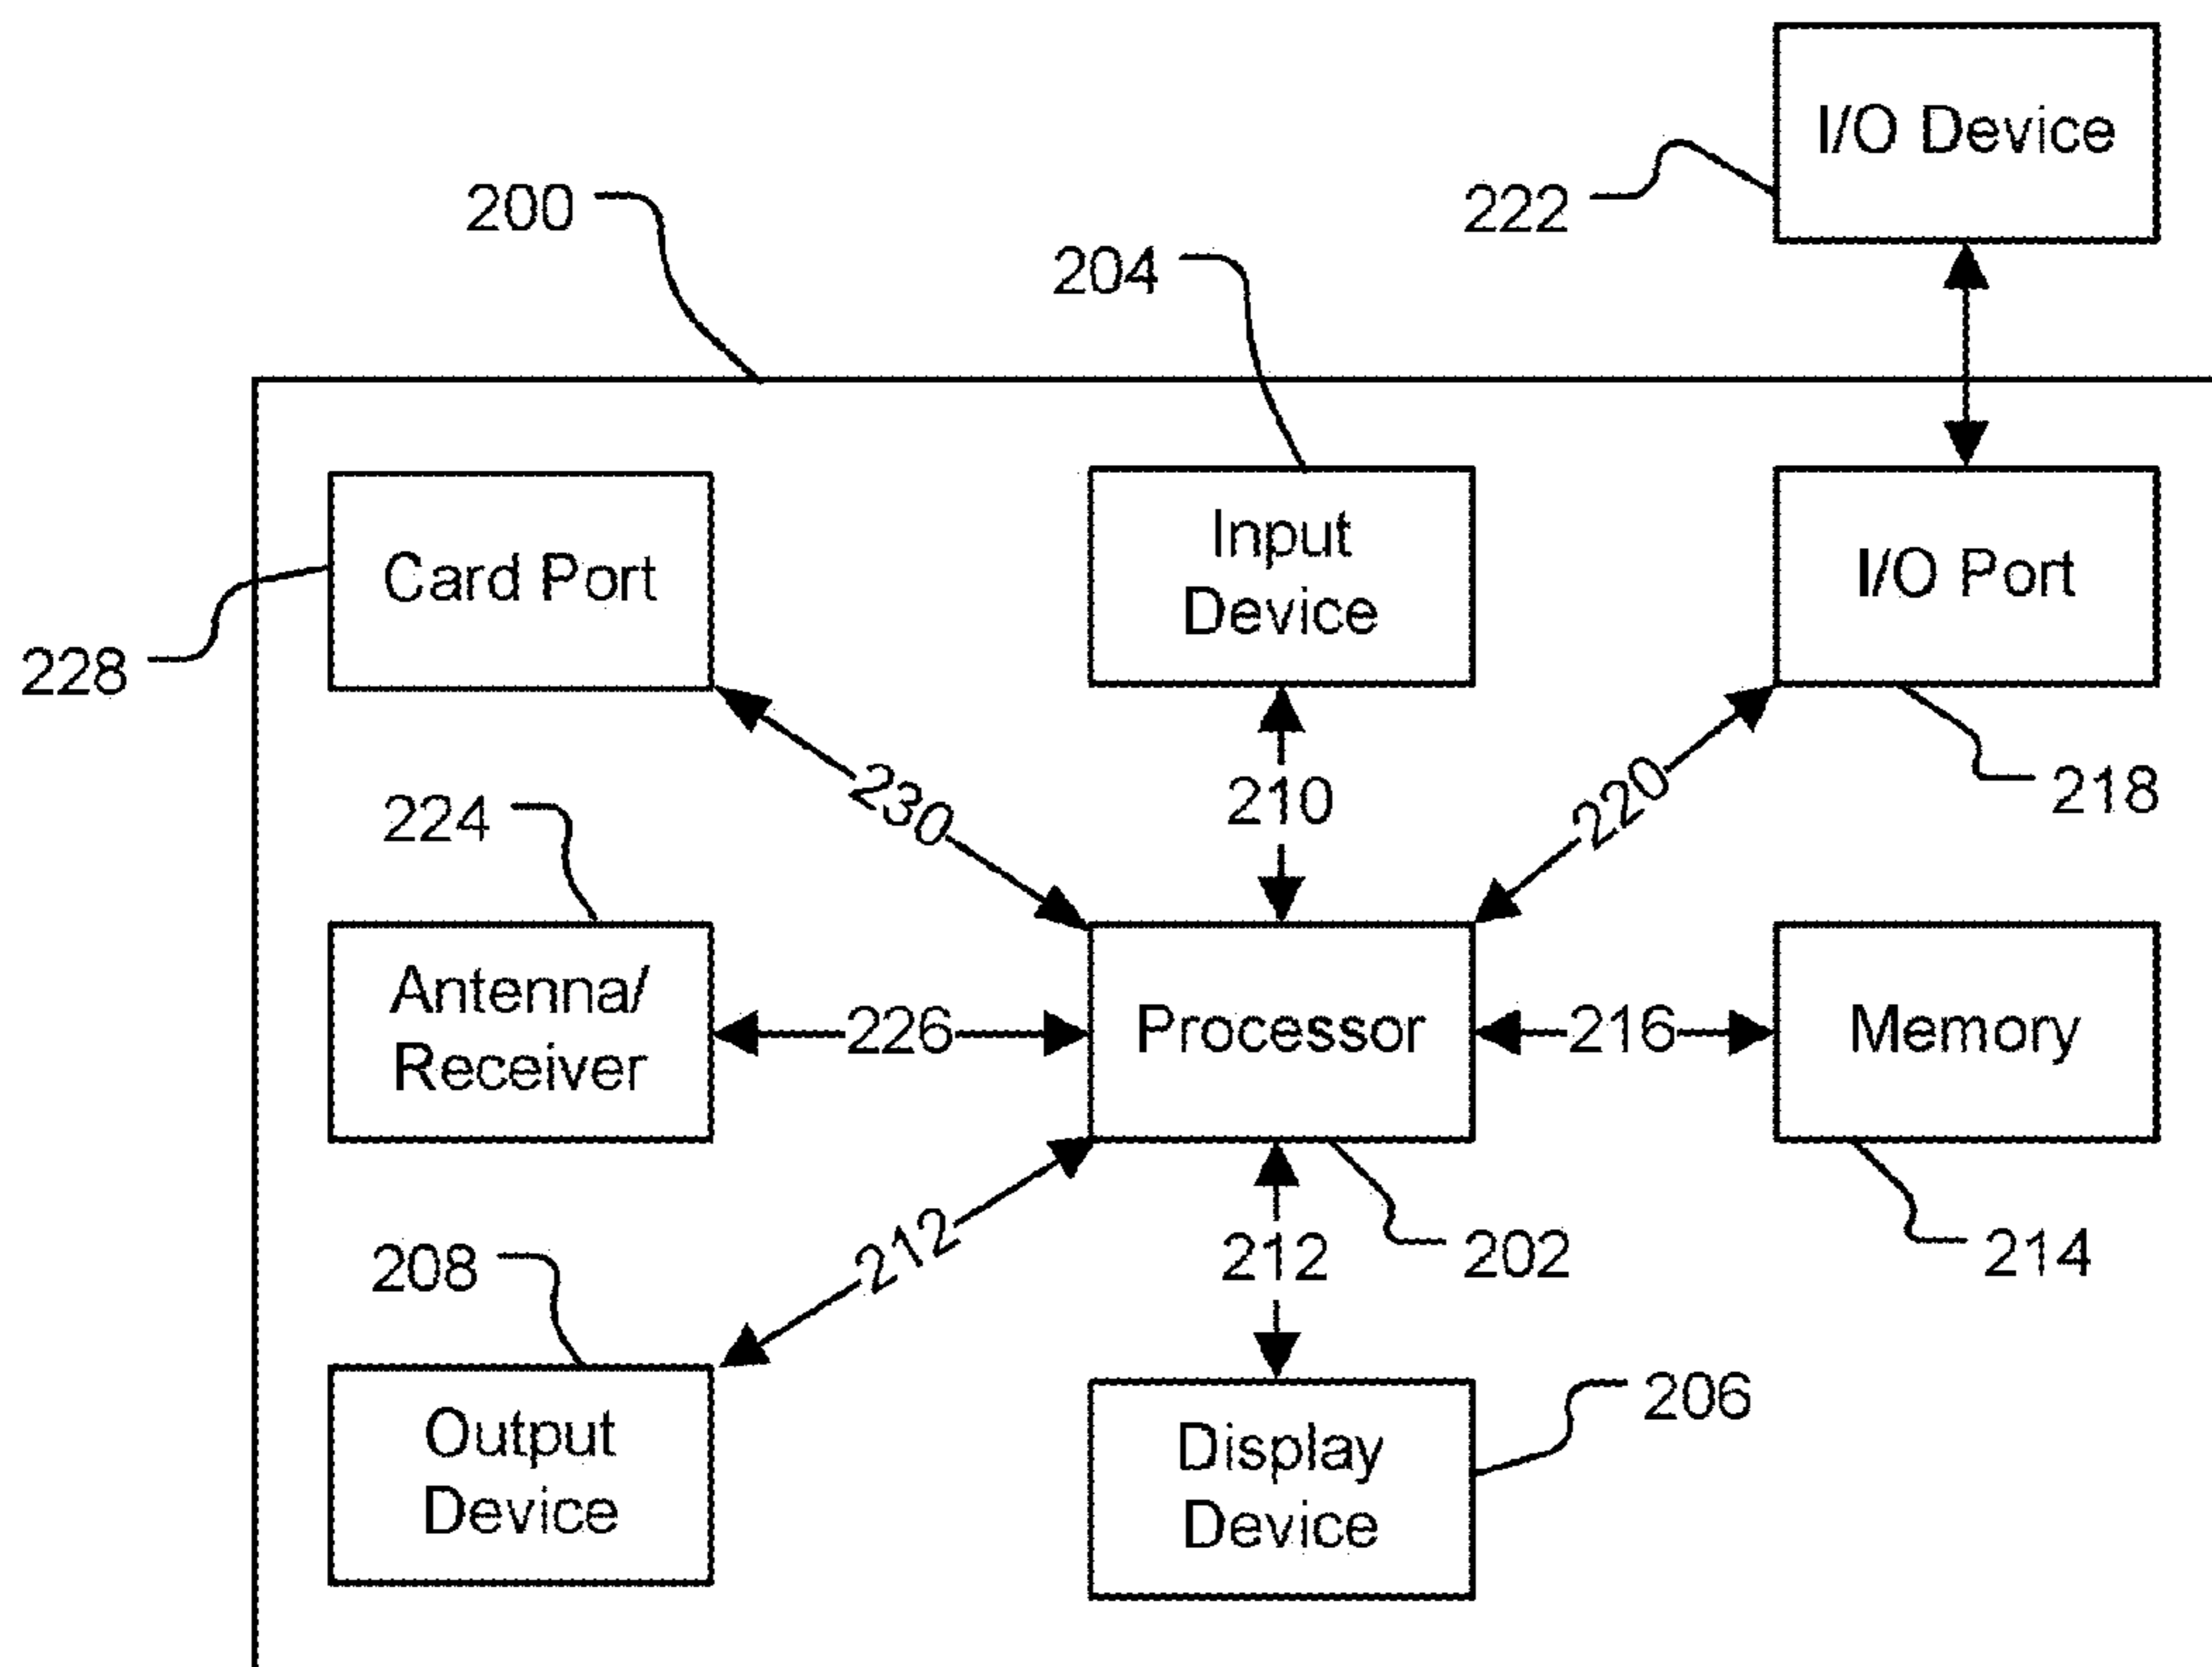 I/O Device
200
222
204
Card Port
Input
Device
I/O Port
228
230
210
220
218
224
Antenna/
Receiver
226
Processor
216
Memory
208
212
212
202
214
206
Output
Device
Display
Device